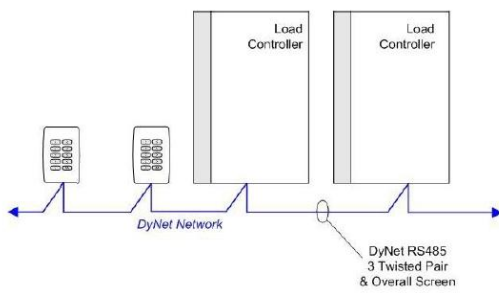 Load
Controller
Load
Controller
DyNet Network
DyNet RS485
3 Twisted Pair
& Overall Screen